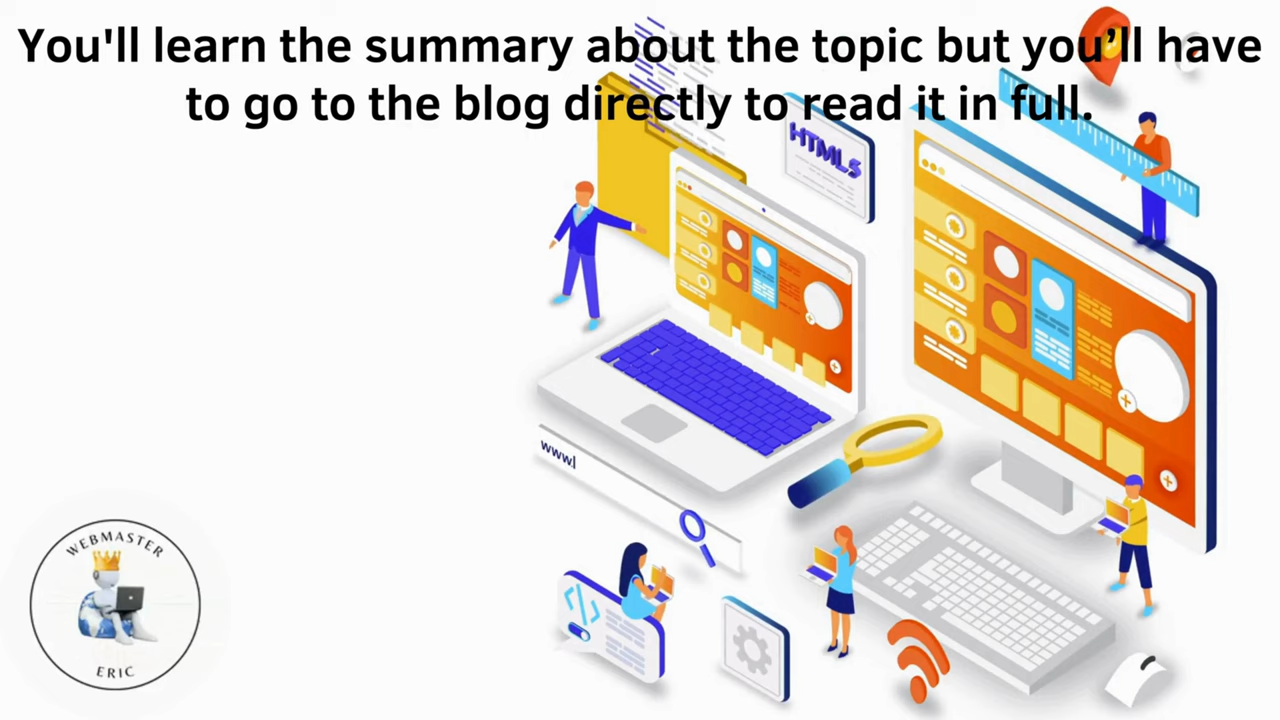 You'll learn the summary about the topic but you’ll have
to go to the blog directly to read it in full.
HTML5
www.
WEBMASTER
ERIC